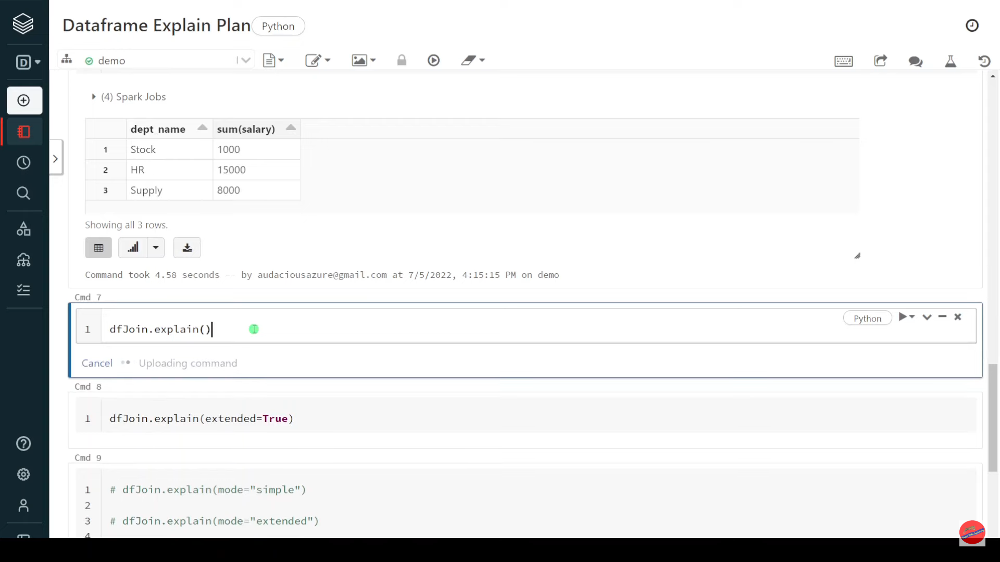 Dataframe Explain Plan Python
D
demo
(4) Spark Jobs
dept_name sum(salary)
1 Stock 1000
2 HR 15000
3 Supply 8000
Showing all 3 rows.
Command took 4.58 seconds -- by audaciousazure@gmail.com at 7/5/2022, 4:15:15 PM on demo
Cmd 7
Python
1 dfJoin.explain()
Cancel Uploading command
Cmd 8
1 dfJoin.explain(extended=True)
Cmd 9
1 # dfJoin.explain(mode="simple")
2
3 # dfJoin.explain(mode="extended")
4